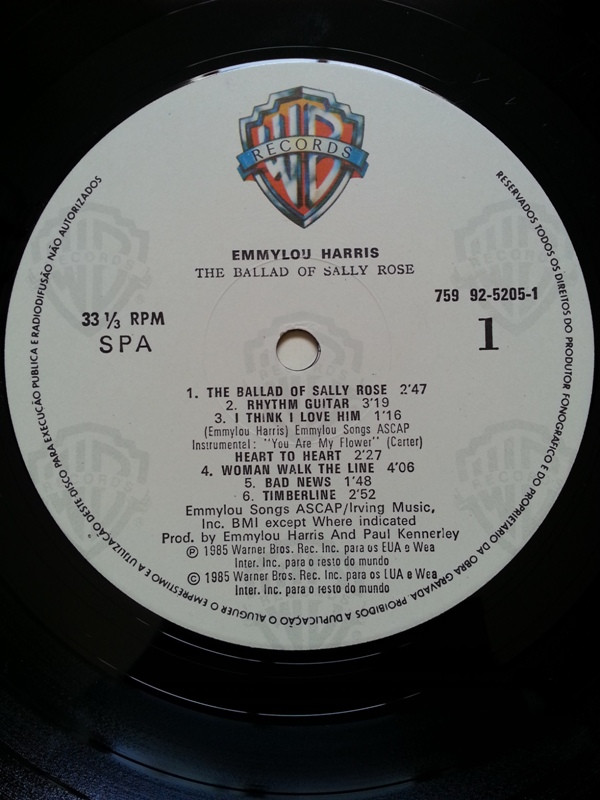 WB
RECORDS
EMMYLOU HARRIS
THE BALLAD OF SALLY ROSE
759 92-5205-1
33 ⅓ RPM
SPA
1
1. THE BALLAD OF SALLY ROSE 2'47
2. RHYTHM GUITAR 3'19
3. I THINK I LOVE HIM 1'16
(Emmylou Harris) Emmylou Songs ASCAP
Instrumental: "You Are My Flower" (Carter)
HEART TO HEART 2'27
4. WOMAN WALK THE LINE 4'06
5. BAD NEWS 1'48
6. TIMBERLINE 2'52
Emmylou Songs ASCAP/Irving Music,
Inc. BMI except Where indicated
Prod. by Emmylou Harris And Paul Kennerley
℗ 1985 Warner Bros. Rec. Inc. para os EUA e Wea
Inter. Inc. para o resto do mundo
© 1985 Warner Bros. Rec. Inc. para os EUA e Wea
Inter. Inc. para o resto do mundo
RESERVADOS TODOS OS DIREITOS DO PRODUTOR FONOGRÁFICO E DO PROPRIETÁRIO DA OBRA GRAVADA. PROIBIDOS A DUPLICAÇÃO O ALUGUER O EMPRÉSTIMO E A UTILIZAÇÃO DESTE DISCO PARA EXECUÇÃO PUBLICA E RADIODIFUSÃO NÃO AUTORIZADOS